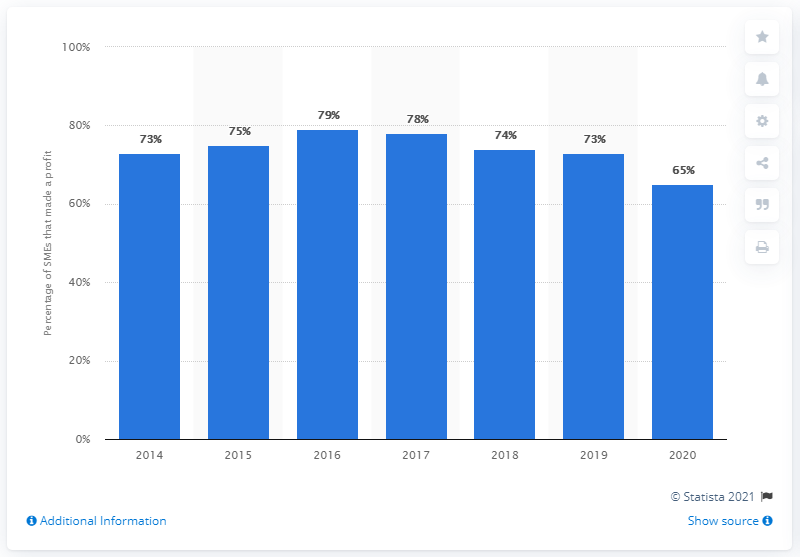 100%
80%
60%
40%
20%
0%
Percentage of SMEs that made a profit
73%
75%
79%
78%
74%
73%
65%
2014 2015 2016 2017 2018 2019 2020
© Statista 2021
Additional Information
Show source